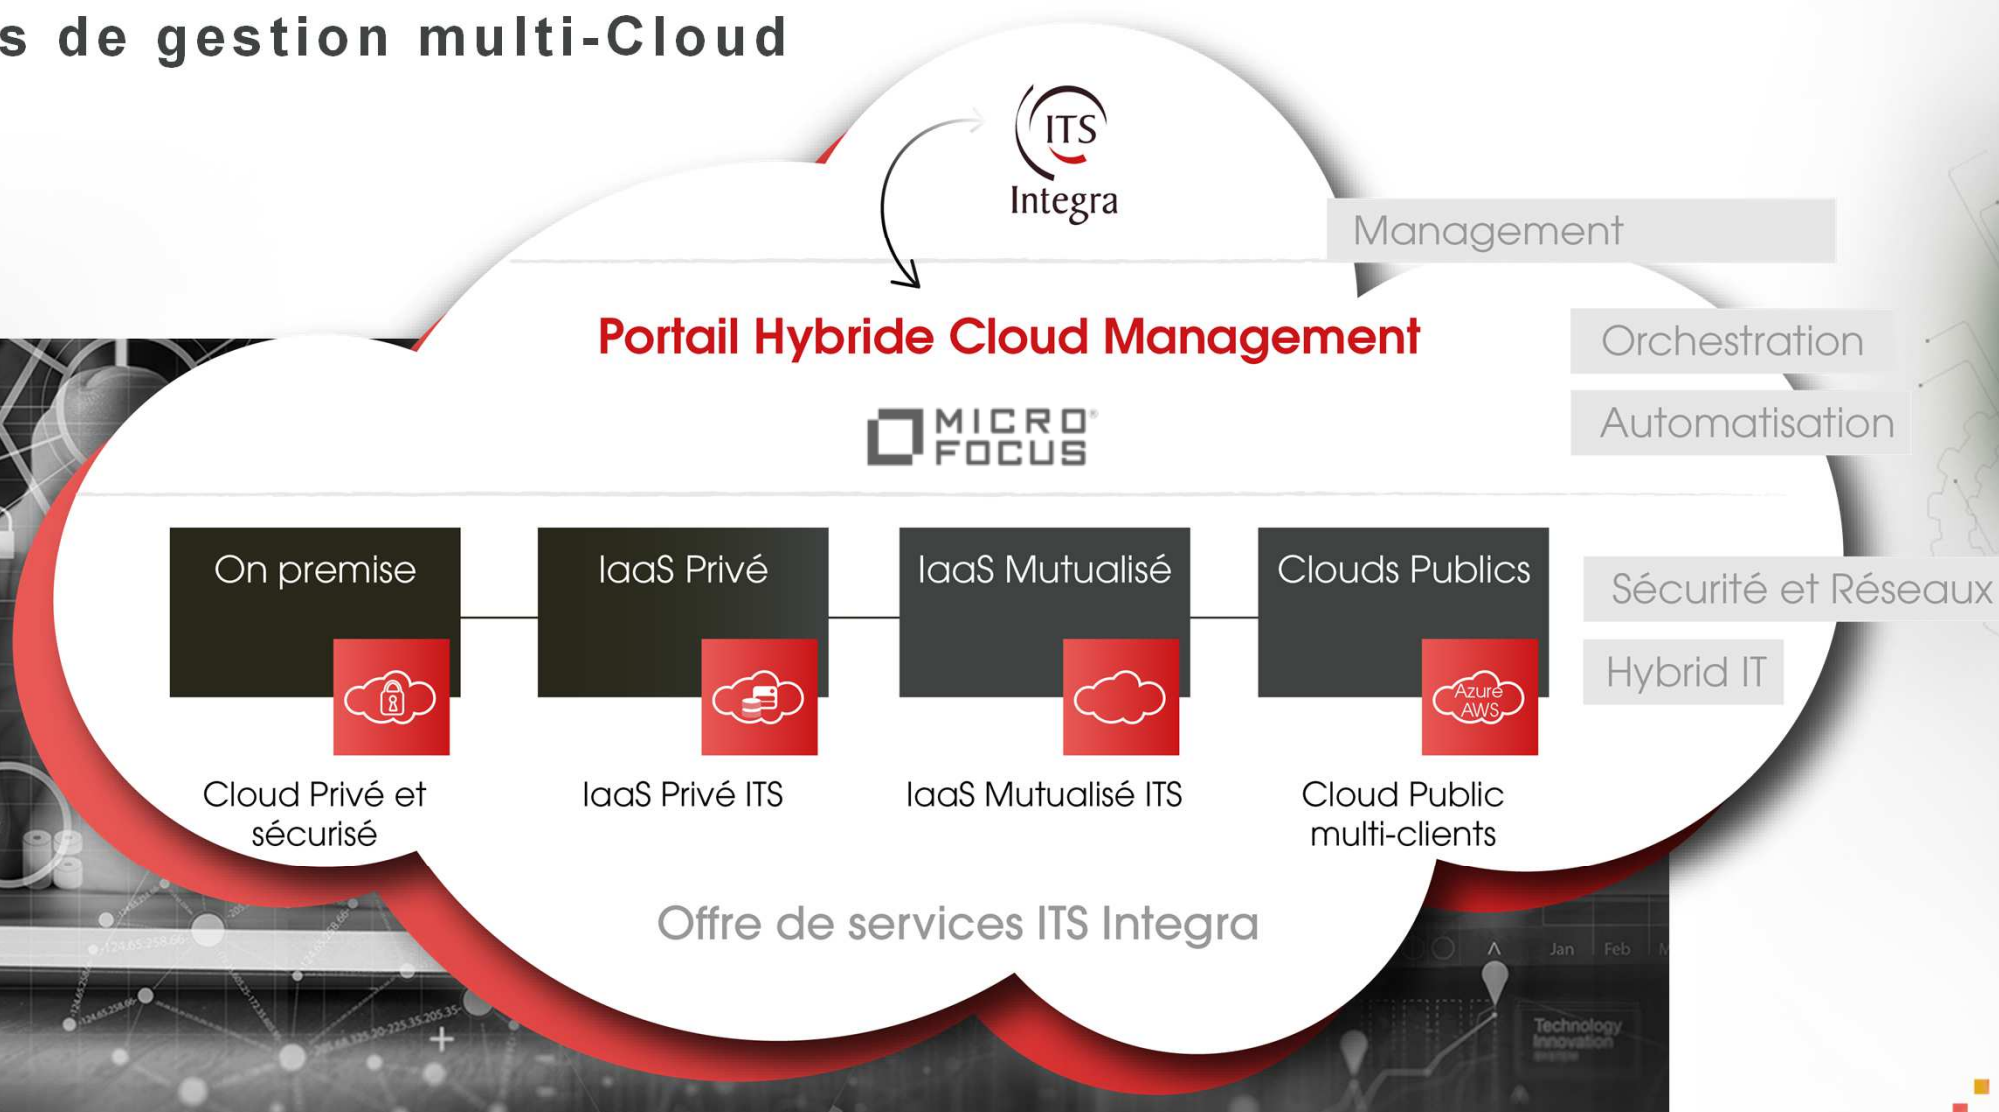 s de gestion multi-Cloud
ITS
Integra
Management
Portail Hybride Cloud Management
Orchestration
MICRO
FOCUS
Automatisation
On premise
IaaS Privé
IaaS Mutualisé
Clouds Publics
Sécurité et Réseaux
Hybrid IT
Azure
AWS
Cloud Privé et
sécurisé
IaaS Privé ITS
IaaS Mutualisé ITS
Cloud Public
multi-clients
Offre de services ITS Integra
Jan
Feb
Technology
Innovation